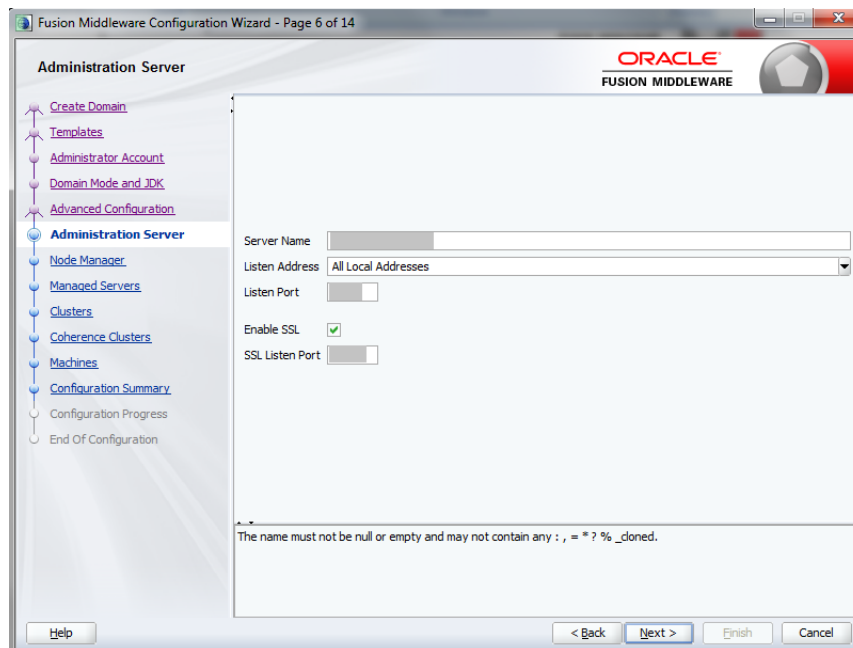 Fusion Middleware Configuration Wizard - Page 6 of 14
Administration Server
ORACLE
FUSION MIDDLEWARE
Create Domain
Templates
Administrator Account
Domain Mode and JDK
Advanced Configuration
Administration Server
Node Manager
Managed Servers
Clusters
Coherence Clusters
Machines
Configuration Summary
Configuration Progress
End Of Configuration
Server Name
Listen Address All Local Addresses
Listen Port
Enable SSL
SSL Listen Port
The name must not be null or empty and may not contain any : , = * ? % _cloned.
Help < Back Next > Finish Cancel